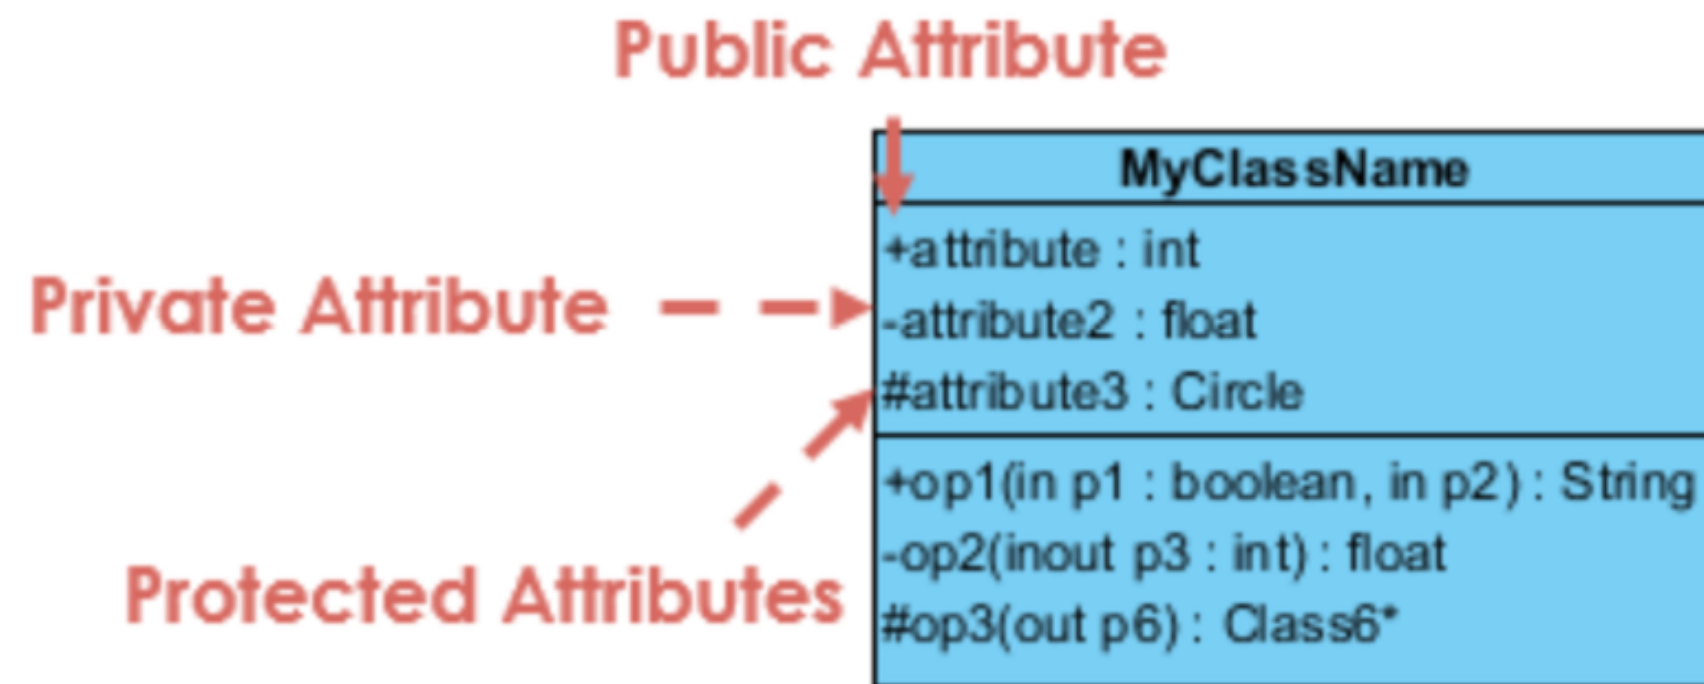 Public Attribute
MyClassName
+attribute : int
Private Attribute
-attribute2 : float
#attribute3 : Circle
+op1(in p1 : boolean, in p2) : String
-op2(inout p3 : int) : float
Protected Attributes
#op3(out p6) : Class6*